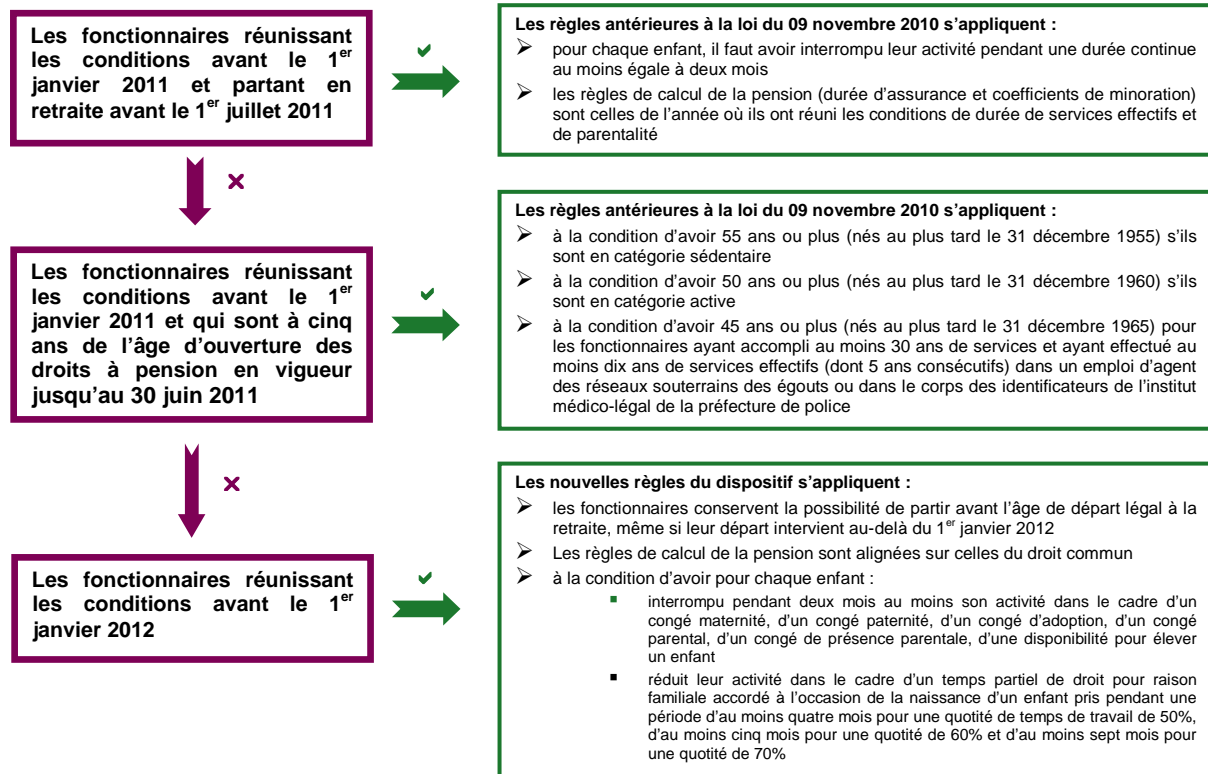 Les fonctionnaires réunissant
les conditions avant le 1er
janvier 2011 et partant en
retraite avant le 1er juillet 2011
Les règles antérieures à la loi du 09 novembre 2010 s’appliquent :
➢ pour chaque enfant, il faut avoir interrompu leur activité pendant une durée continue
au moins égale à deux mois
➢ les règles de calcul de la pension (durée d’assurance et coefficients de minoration)
sont celles de l’année où ils ont réuni les conditions de durée de services effectifs et
de parentalité
Les fonctionnaires réunissant
les conditions avant le 1er
janvier 2011 et qui sont à cinq
ans de l’âge d’ouverture des
droits à pension en vigueur
jusqu’au 30 juin 2011
Les règles antérieures à la loi du 09 novembre 2010 s’appliquent :
➢ à la condition d’avoir 55 ans ou plus (nés au plus tard le 31 décembre 1955) s’ils
sont en catégorie sédentaire
➢ à la condition d’avoir 50 ans ou plus (nés au plus tard le 31 décembre 1960) s’ils
sont en catégorie active
➢ à la condition d’avoir 45 ans ou plus (nés au plus tard le 31 décembre 1965) pour
les fonctionnaires ayant accompli au moins 30 ans de services et ayant effectué au
moins dix ans de services effectifs (dont 5 ans consécutifs) dans un emploi d’agent
des réseaux souterrains des égouts ou dans le corps des identificateurs de l’institut
médico-légal de la préfecture de police
Les fonctionnaires réunissant
les conditions avant le 1er
janvier 2012
Les nouvelles règles du dispositif s’appliquent :
➢ les fonctionnaires conservent la possibilité de partir avant l’âge de départ légal à la
retraite, même si leur départ intervient au-delà du 1er janvier 2012
➢ Les règles de calcul de la pension sont alignées sur celles du droit commun
➢ à la condition d’avoir pour chaque enfant :
▪ interrompu pendant deux mois au moins son activité dans le cadre d’un
congé maternité, d’un congé paternité, d’un congé d’adoption, d’un congé
parental, d’un congé de présence parentale, d’une disponibilité pour élever
un enfant
▪ réduit leur activité dans le cadre d’un temps partiel de droit pour raison
familiale accordé à l’occasion de la naissance d’un enfant pris pendant une
période d’au moins quatre mois pour une quotité de temps de travail de 50%,
d’au moins cinq mois pour une quotité de 60% et d’au moins sept mois pour
une quotité de 70%